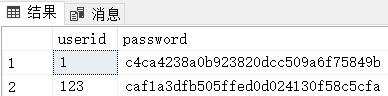 结果 消息
userid password
1 1 c4ca4238a0b923820dcc509a6f75849b
2 123 caf1a3dfb505ffed0d024130f58c5cfa